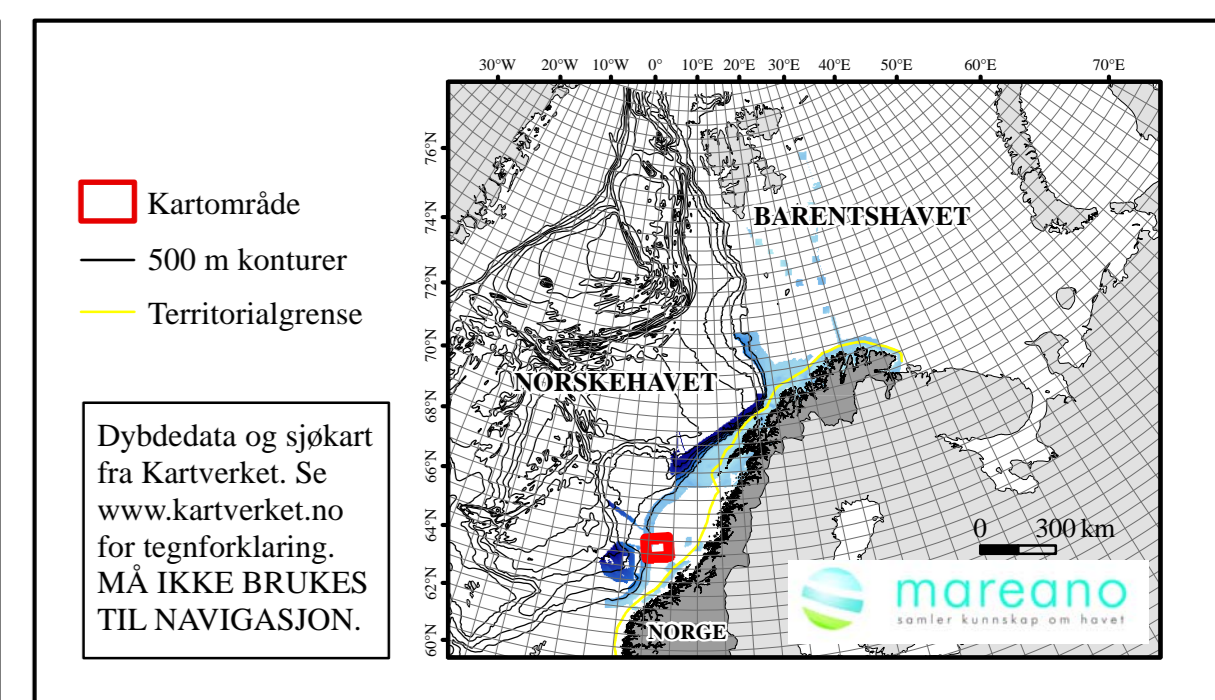 30°W 20°W 10°W 0° 10°E 20°E 30°E 40°E 50°E 60°E 70°E
76°N
74°N
72°N
70°N
68°N
66°N
64°N
62°N
60°N
Kartområde
500 m konturer
Territorialgrense
Dybdedata og sjøkart
fra Kartverket. Se
www.kartverket.no
for tegnforklaring.
MÅ IKKE BRUKES
TIL NAVIGASJON.
BARENTSHAVET
NORSKEHAVET
NORGE
0 300 km
mareano
samler kunnskap om havet